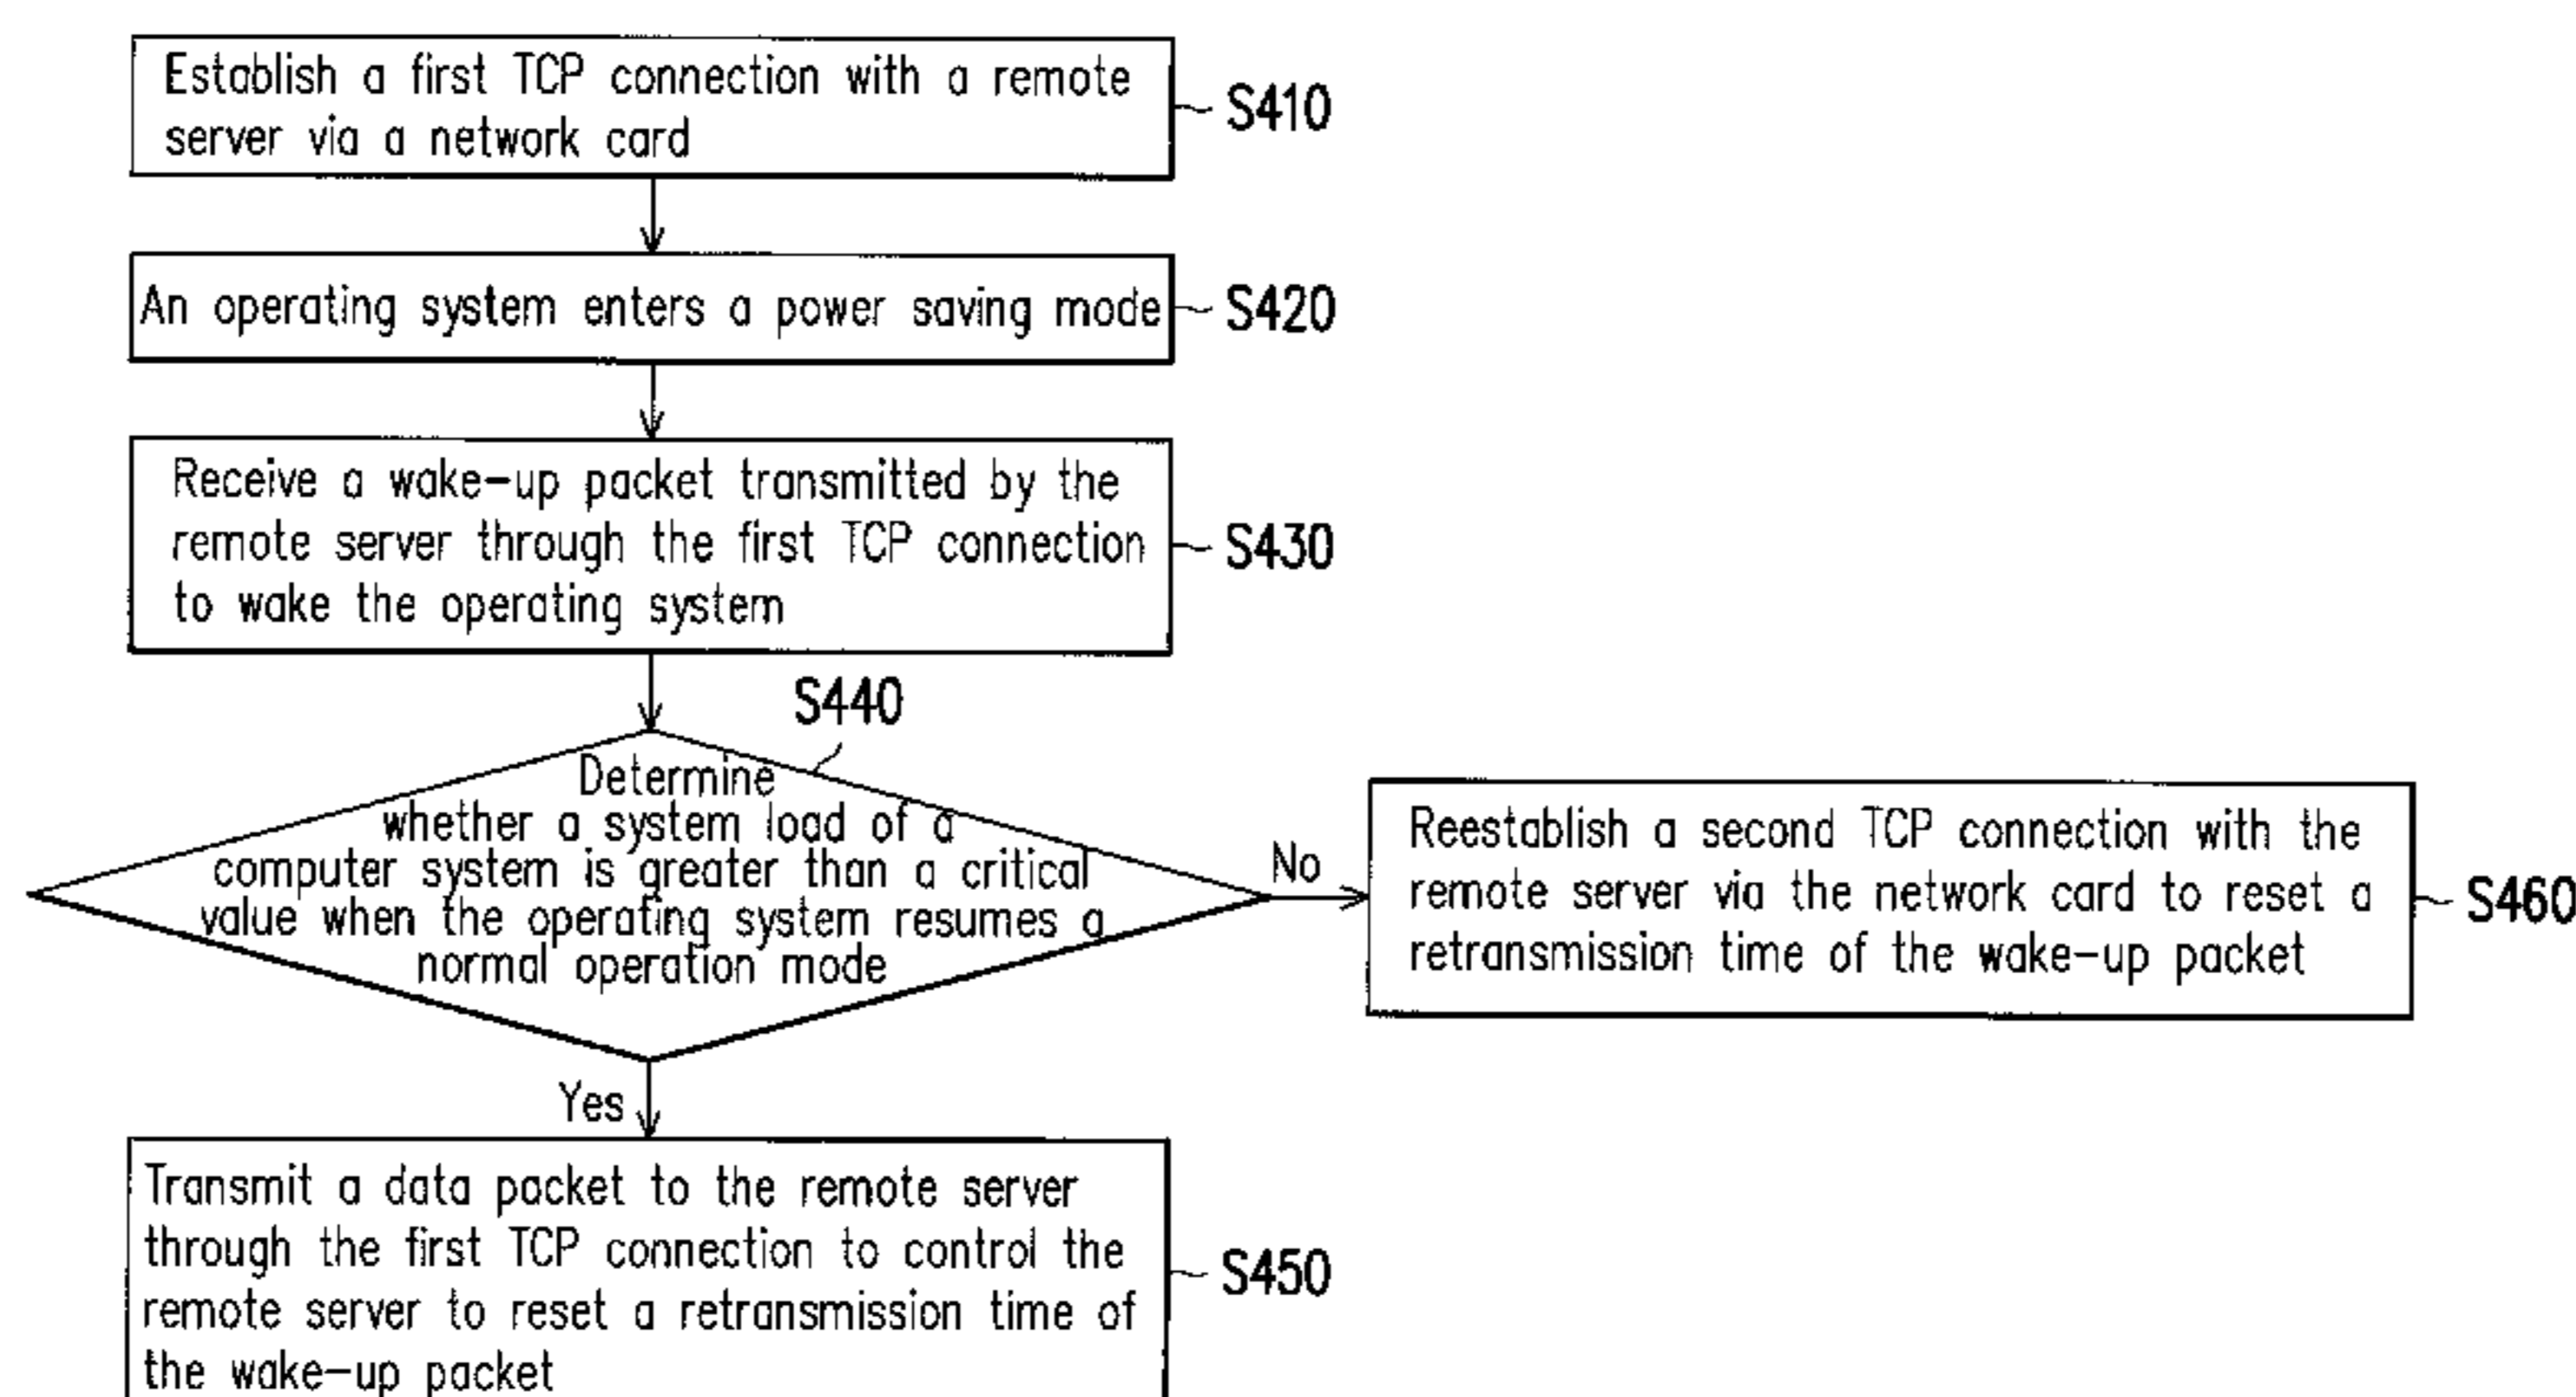 Establish a first TCP connection with a remote
server via a network card
S410
An operating system enters a power saving mode
S420
Receive a wake-up packet transmitted by the
remote server through the first TCP connection
to wake the operating system
S430
S440
Determine
whether a system load of a
computer system is greater than a critical
value when the operating system resumes a
normal operation mode
No
Reestablish a second TCP connection with the
remote server via the network card to reset a
retransmission time of the wake-up packet
S460
Yes
Transmit a data packet to the remote server
through the first TCP connection to control the
remote server to reset a retransmission time of
the wake-up packet
S450